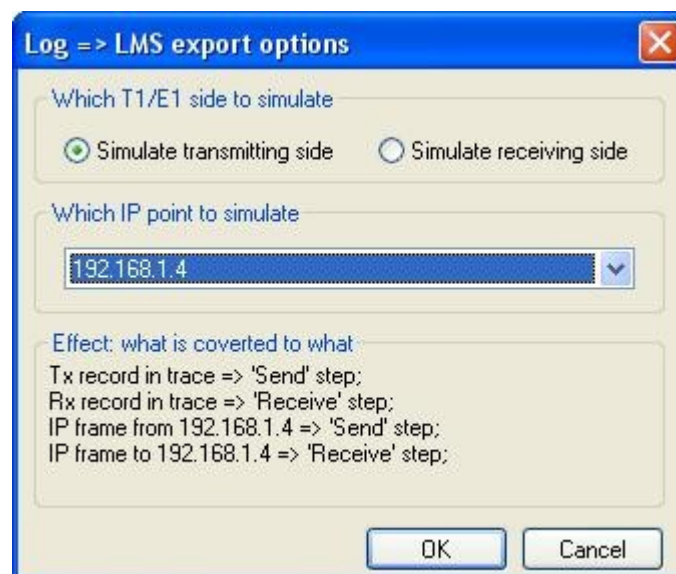 Log => LMS export options
Which T1/E1 side to simulate
Simulate transmitting side Simulate receiving side
Which IP point to simulate
192.168.1.4
Effect: what is coverted to what
Tx record in trace => 'Send' step;
Rx record in trace => 'Receive' step;
IP frame from 192.168.1.4 => 'Send' step;
IP frame to 192.168.1.4 => 'Receive' step;
OK Cancel